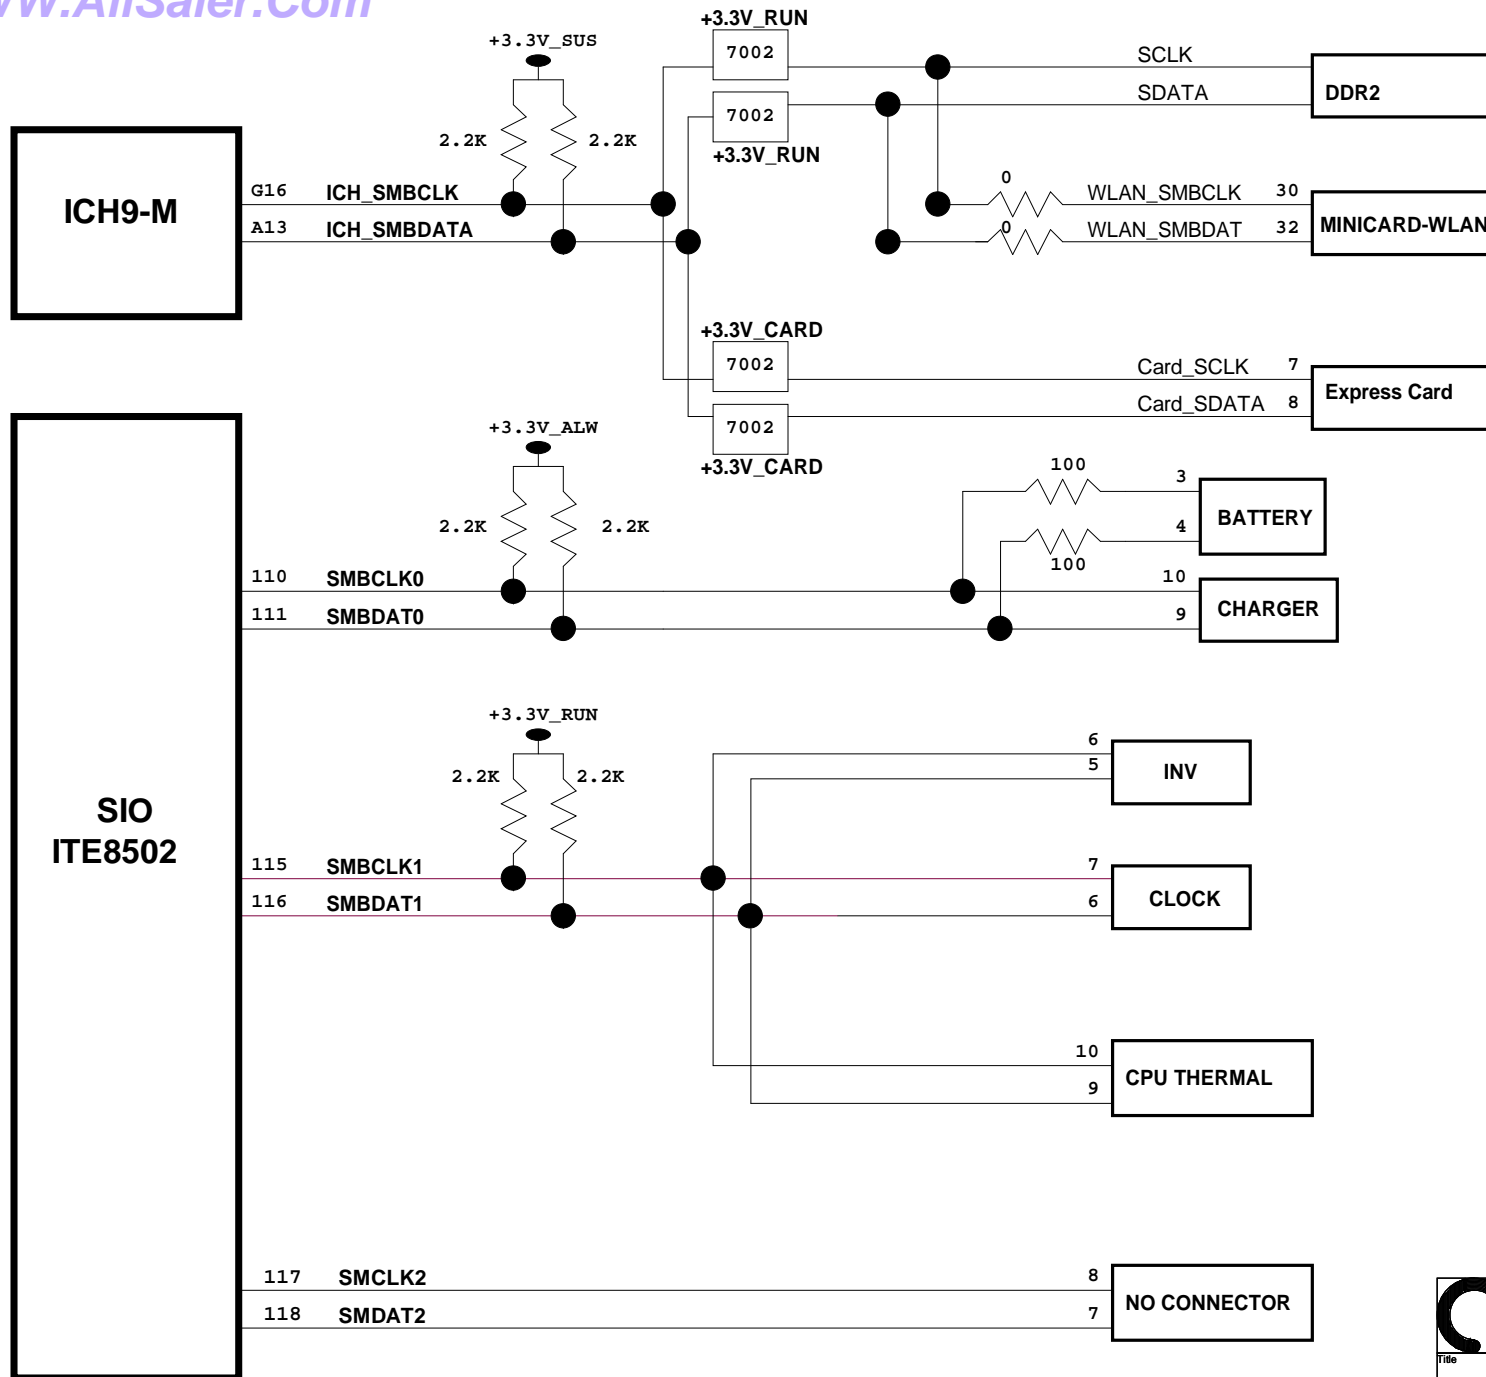 WW.AllSaler.Com
+3.3V_RUN
+3.3V_SUS
7002
SCLK
DDR2
SDATA
7002
2.2K
2.2K
+3.3V_RUN
ICH9-M
G16 ICH_SMBCLK
0
WLAN_SMBCLK 30
A13 ICH_SMBDATA
0
WLAN_SMBDAT 32
MINICARD-WLAN
+3.3V_CARD
7002
Card_SCLK 7
Express Card
Card_SDATA 8
7002
+3.3V_CARD
+3.3V_ALW
100
3
BATTERY
2.2K
2.2K
4
100
110 SMBCLK0
10
CHARGER
111 SMBDAT0
9
+3.3V_RUN
6
INV
5
2.2K
2.2K
SIO
ITE8502
115 SMBCLK1
7
CLOCK
116 SMBDAT1
6
10
CPU THERMAL
9
117 SMCLK2
8
NO CONNECTOR
118 SMDAT2
7
Title